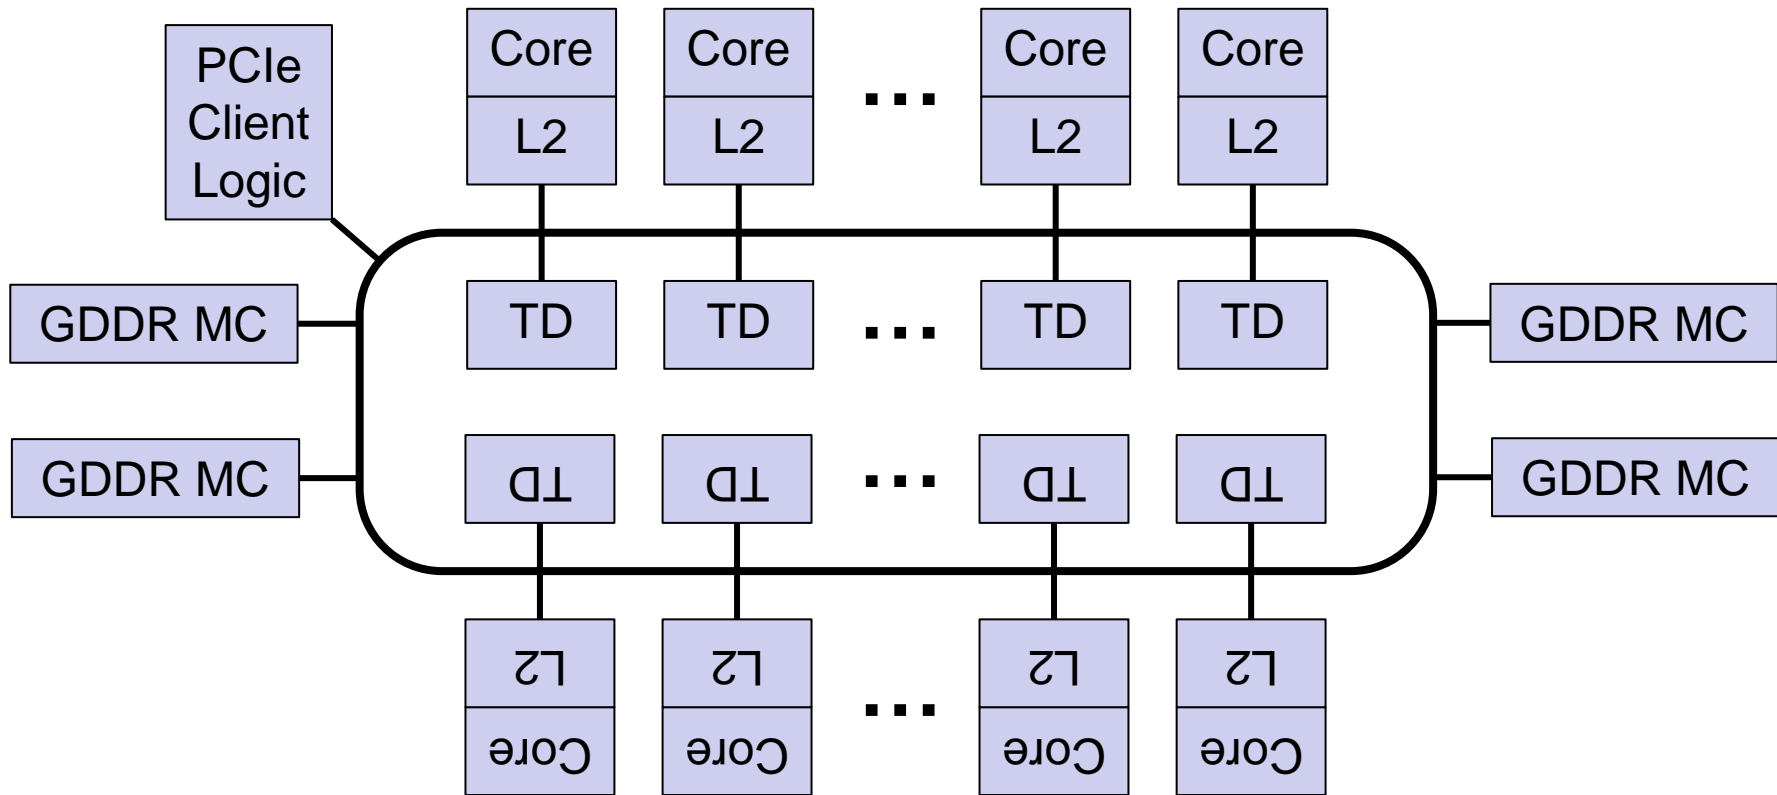 PCIe
Client
Logic
Core Core ... Core Core
L2 L2 L2 L2
GDDR MC TD TD ... TD TD GDDR MC
GDDR MC TD TD ... TD TD GDDR MC
L2 L2 ... L2 L2
Core Core Core Core